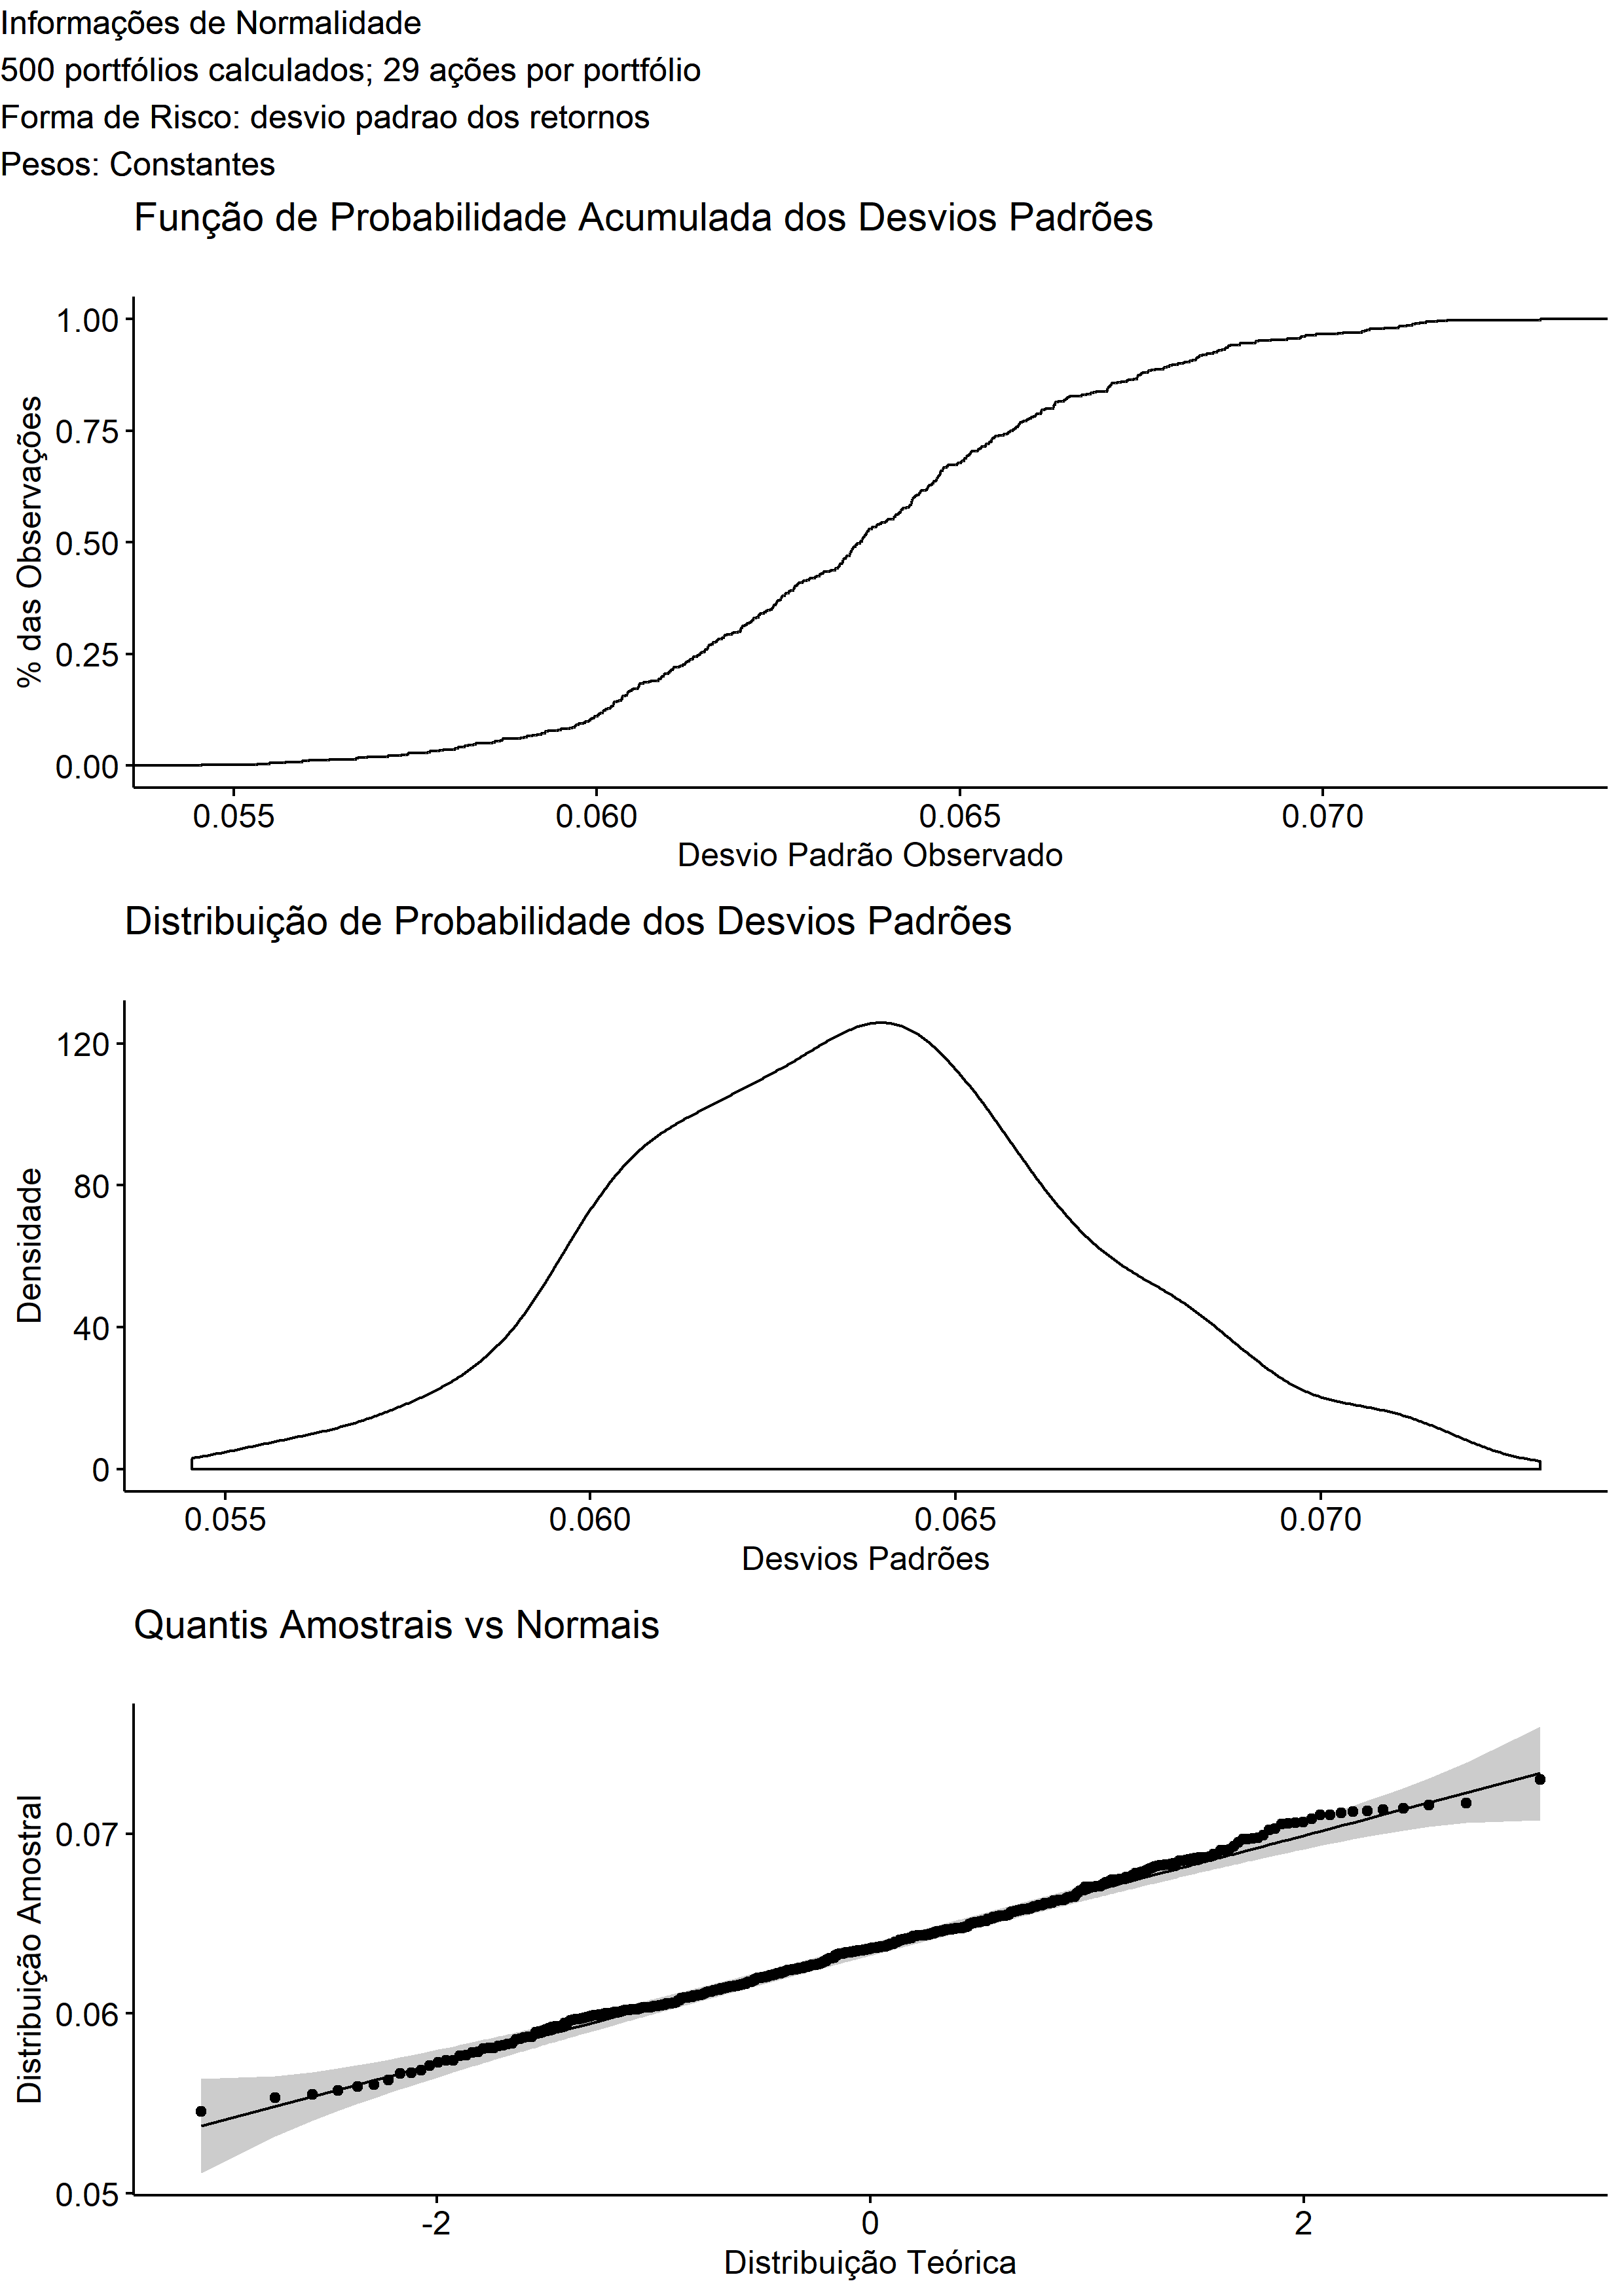 Informações de Normalidade
500 portfólios calculados; 29 ações por portfólio
Forma de Risco: desvio padrao dos retornos
Pesos: Constantes
Função de Probabilidade Acumulada dos Desvios Padrões
% das Observações
1.00
0.75
0.50
0.25
0.00
0.055 0.060 0.065 0.070
Desvio Padrão Observado
Distribuição de Probabilidade dos Desvios Padrões
Densidade
120
80
40
0
0.055 0.060 0.065 0.070
Desvios Padrões
Quantis Amostrais vs Normais
Distribuição Amostral
0.07
0.06
0.05
-2 0 2
Distribuição Teórica